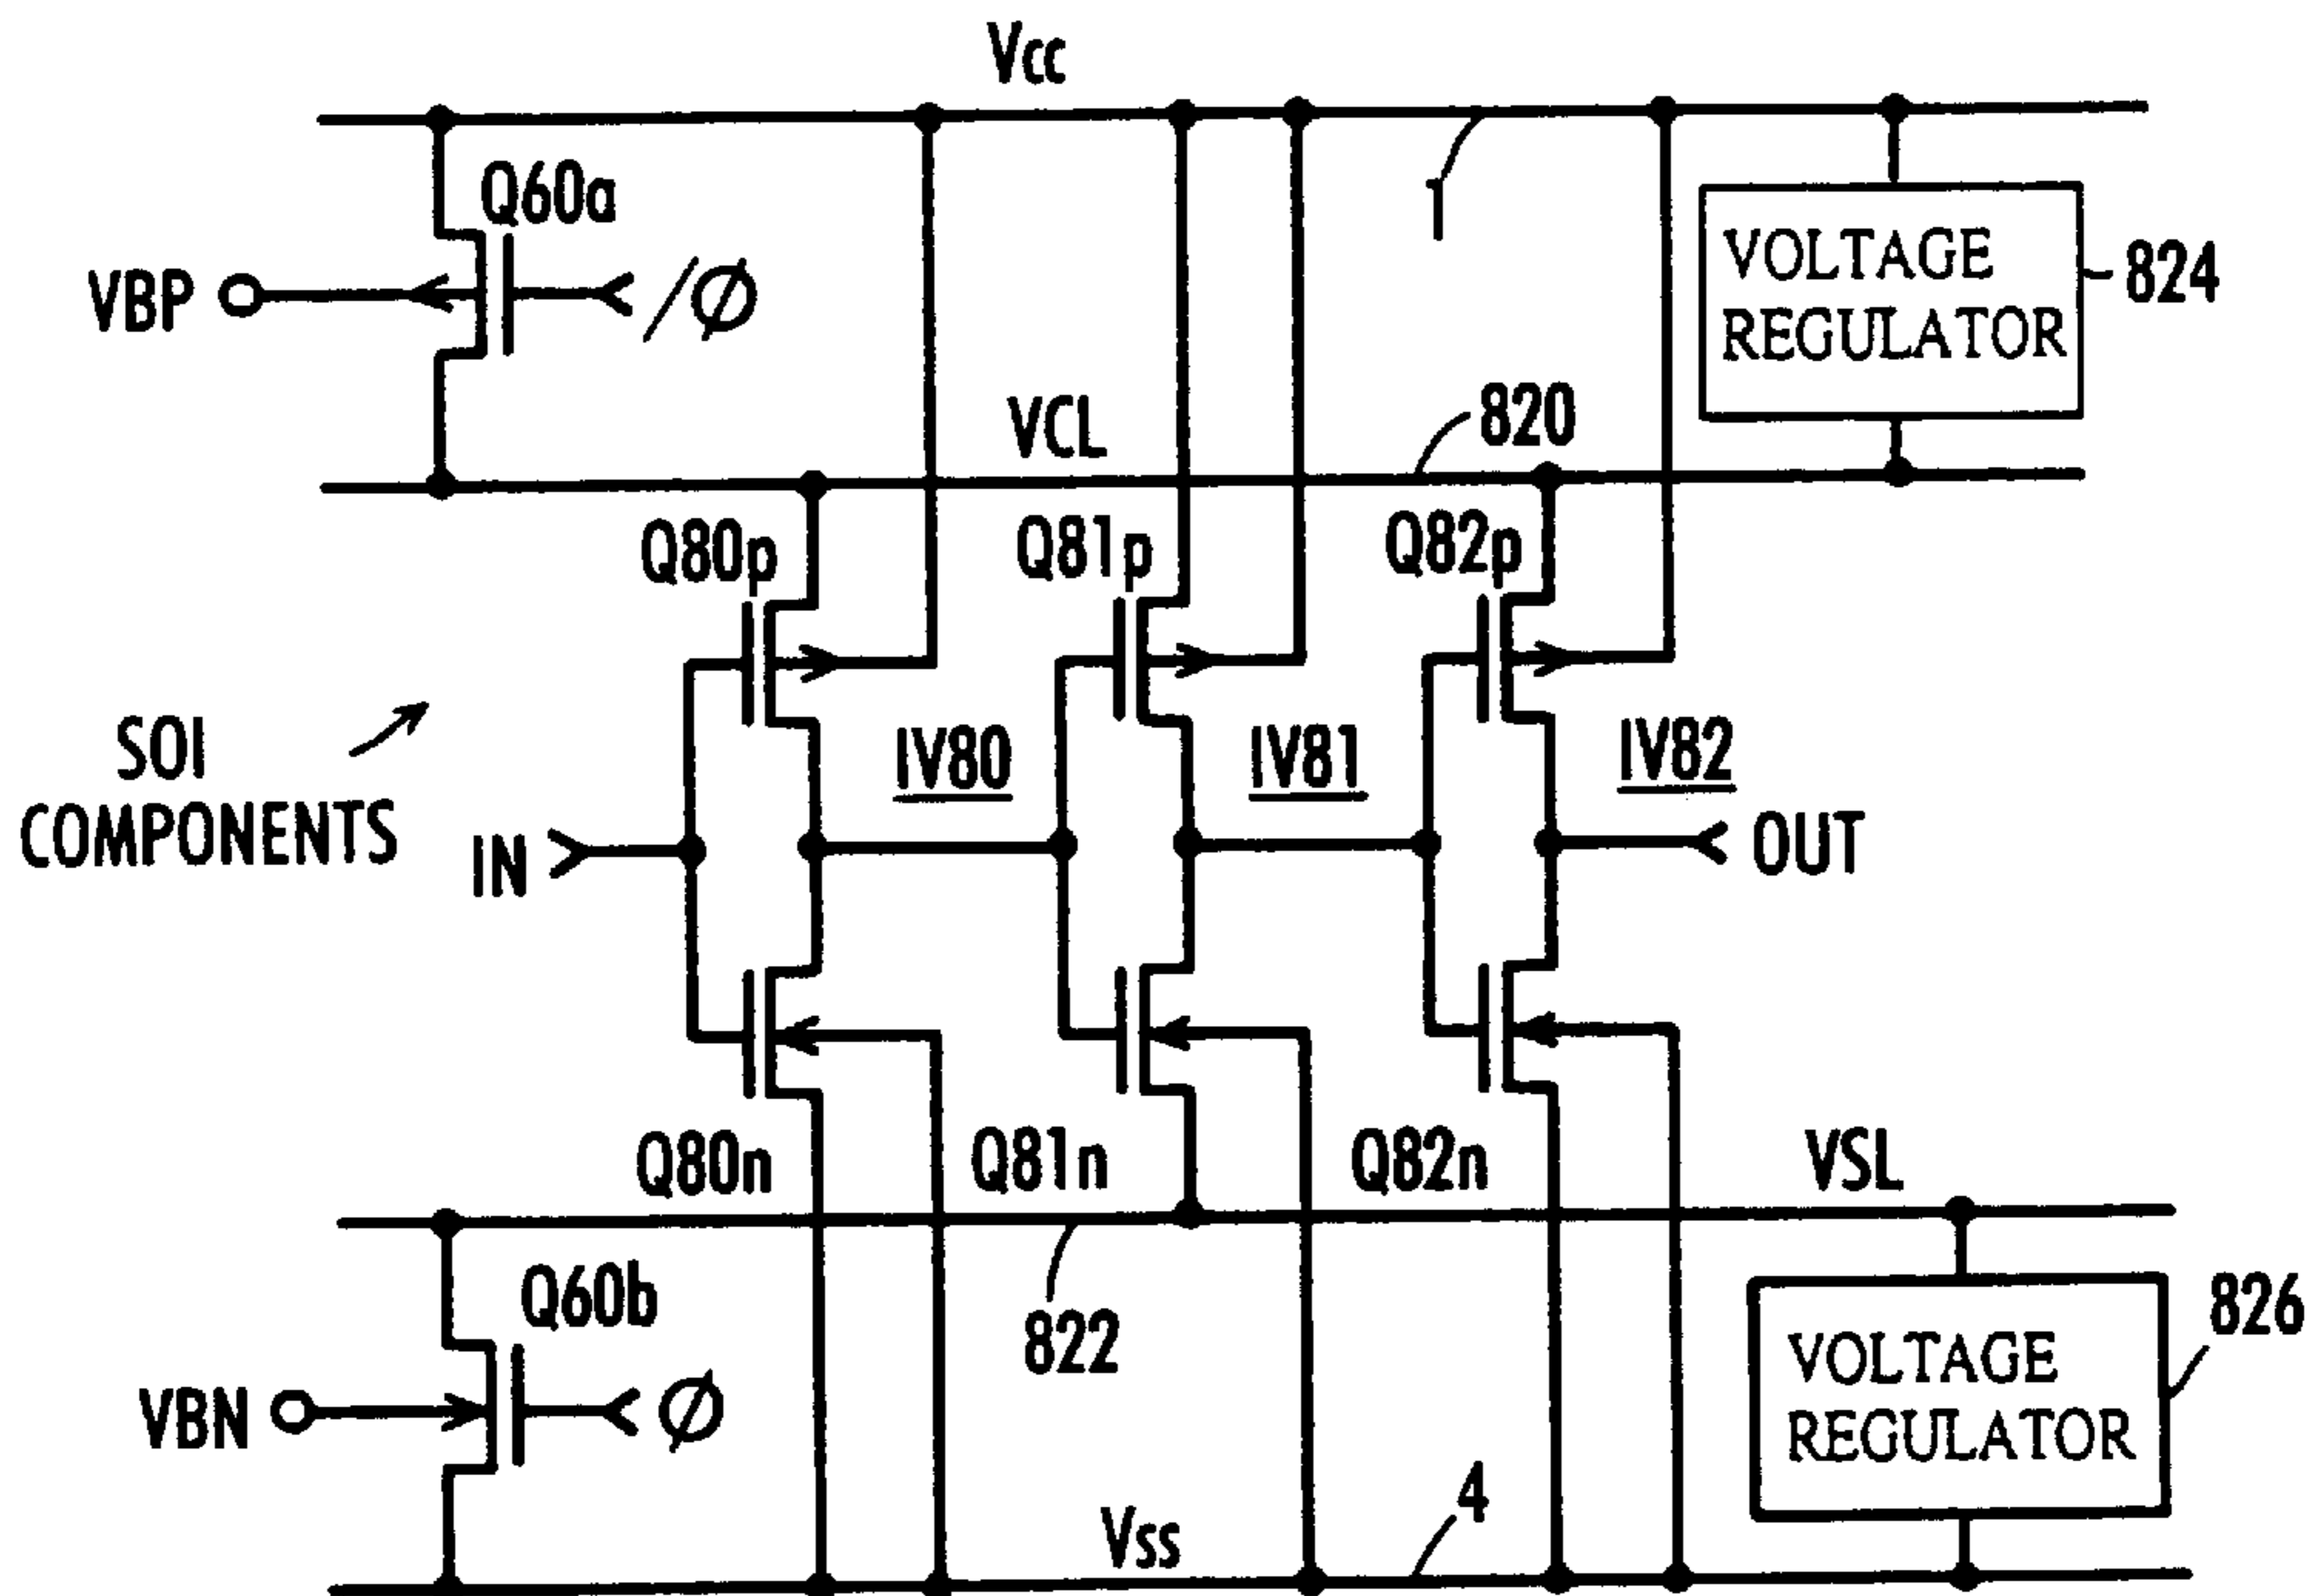 Vcc
Q60a
VBP
/Ø
1
VOLTAGE
REGULATOR
824
VCL
820
Q80p
Q81p
Q82p
SOI
COMPONENTS
IV80
IV81
IV82
IN
OUT
Q80n
Q81n
Q82n
VSL
Q60b
822
VBN
Ø
VOLTAGE
REGULATOR
826
Vss
4